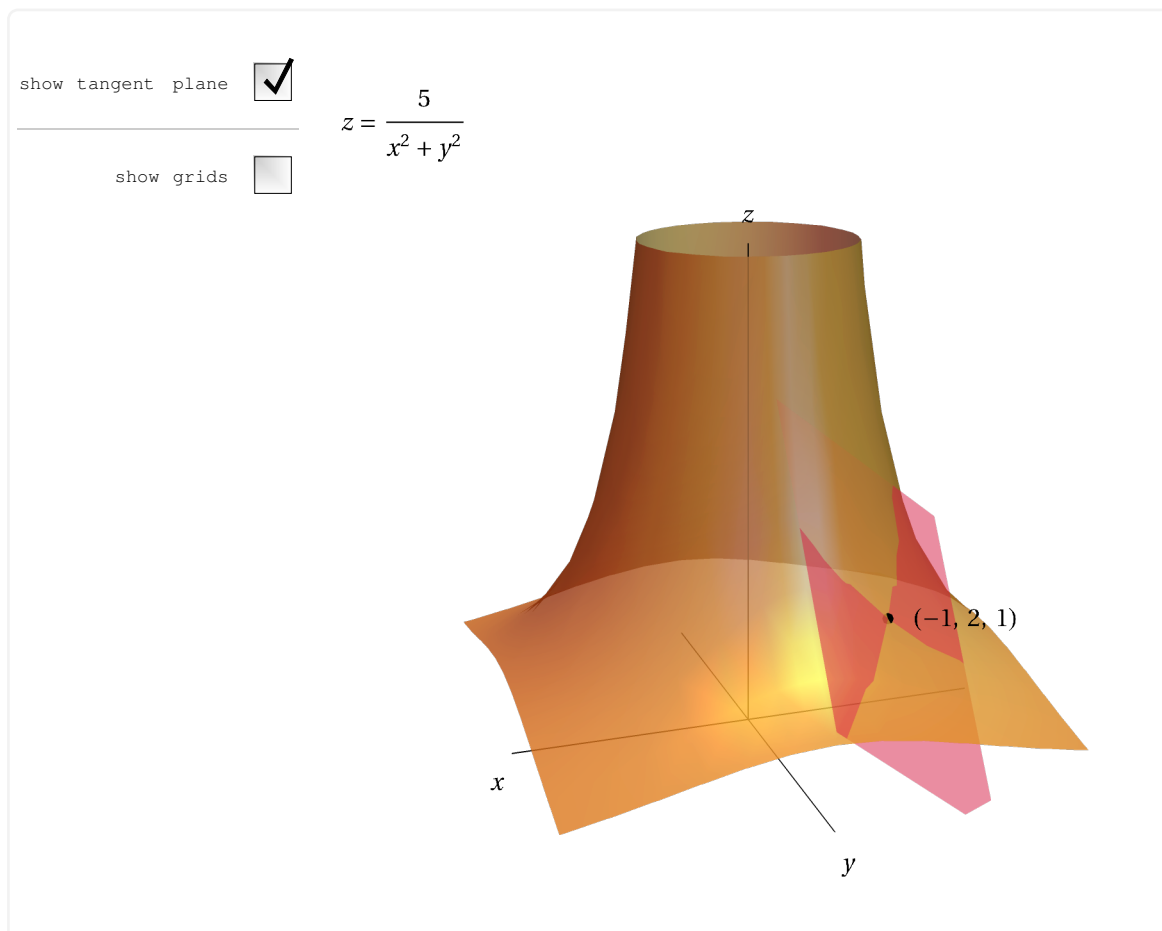 show tangent plane
z = 5 / (x² + y²)
show grids
z
(−1, 2, 1)
x
y